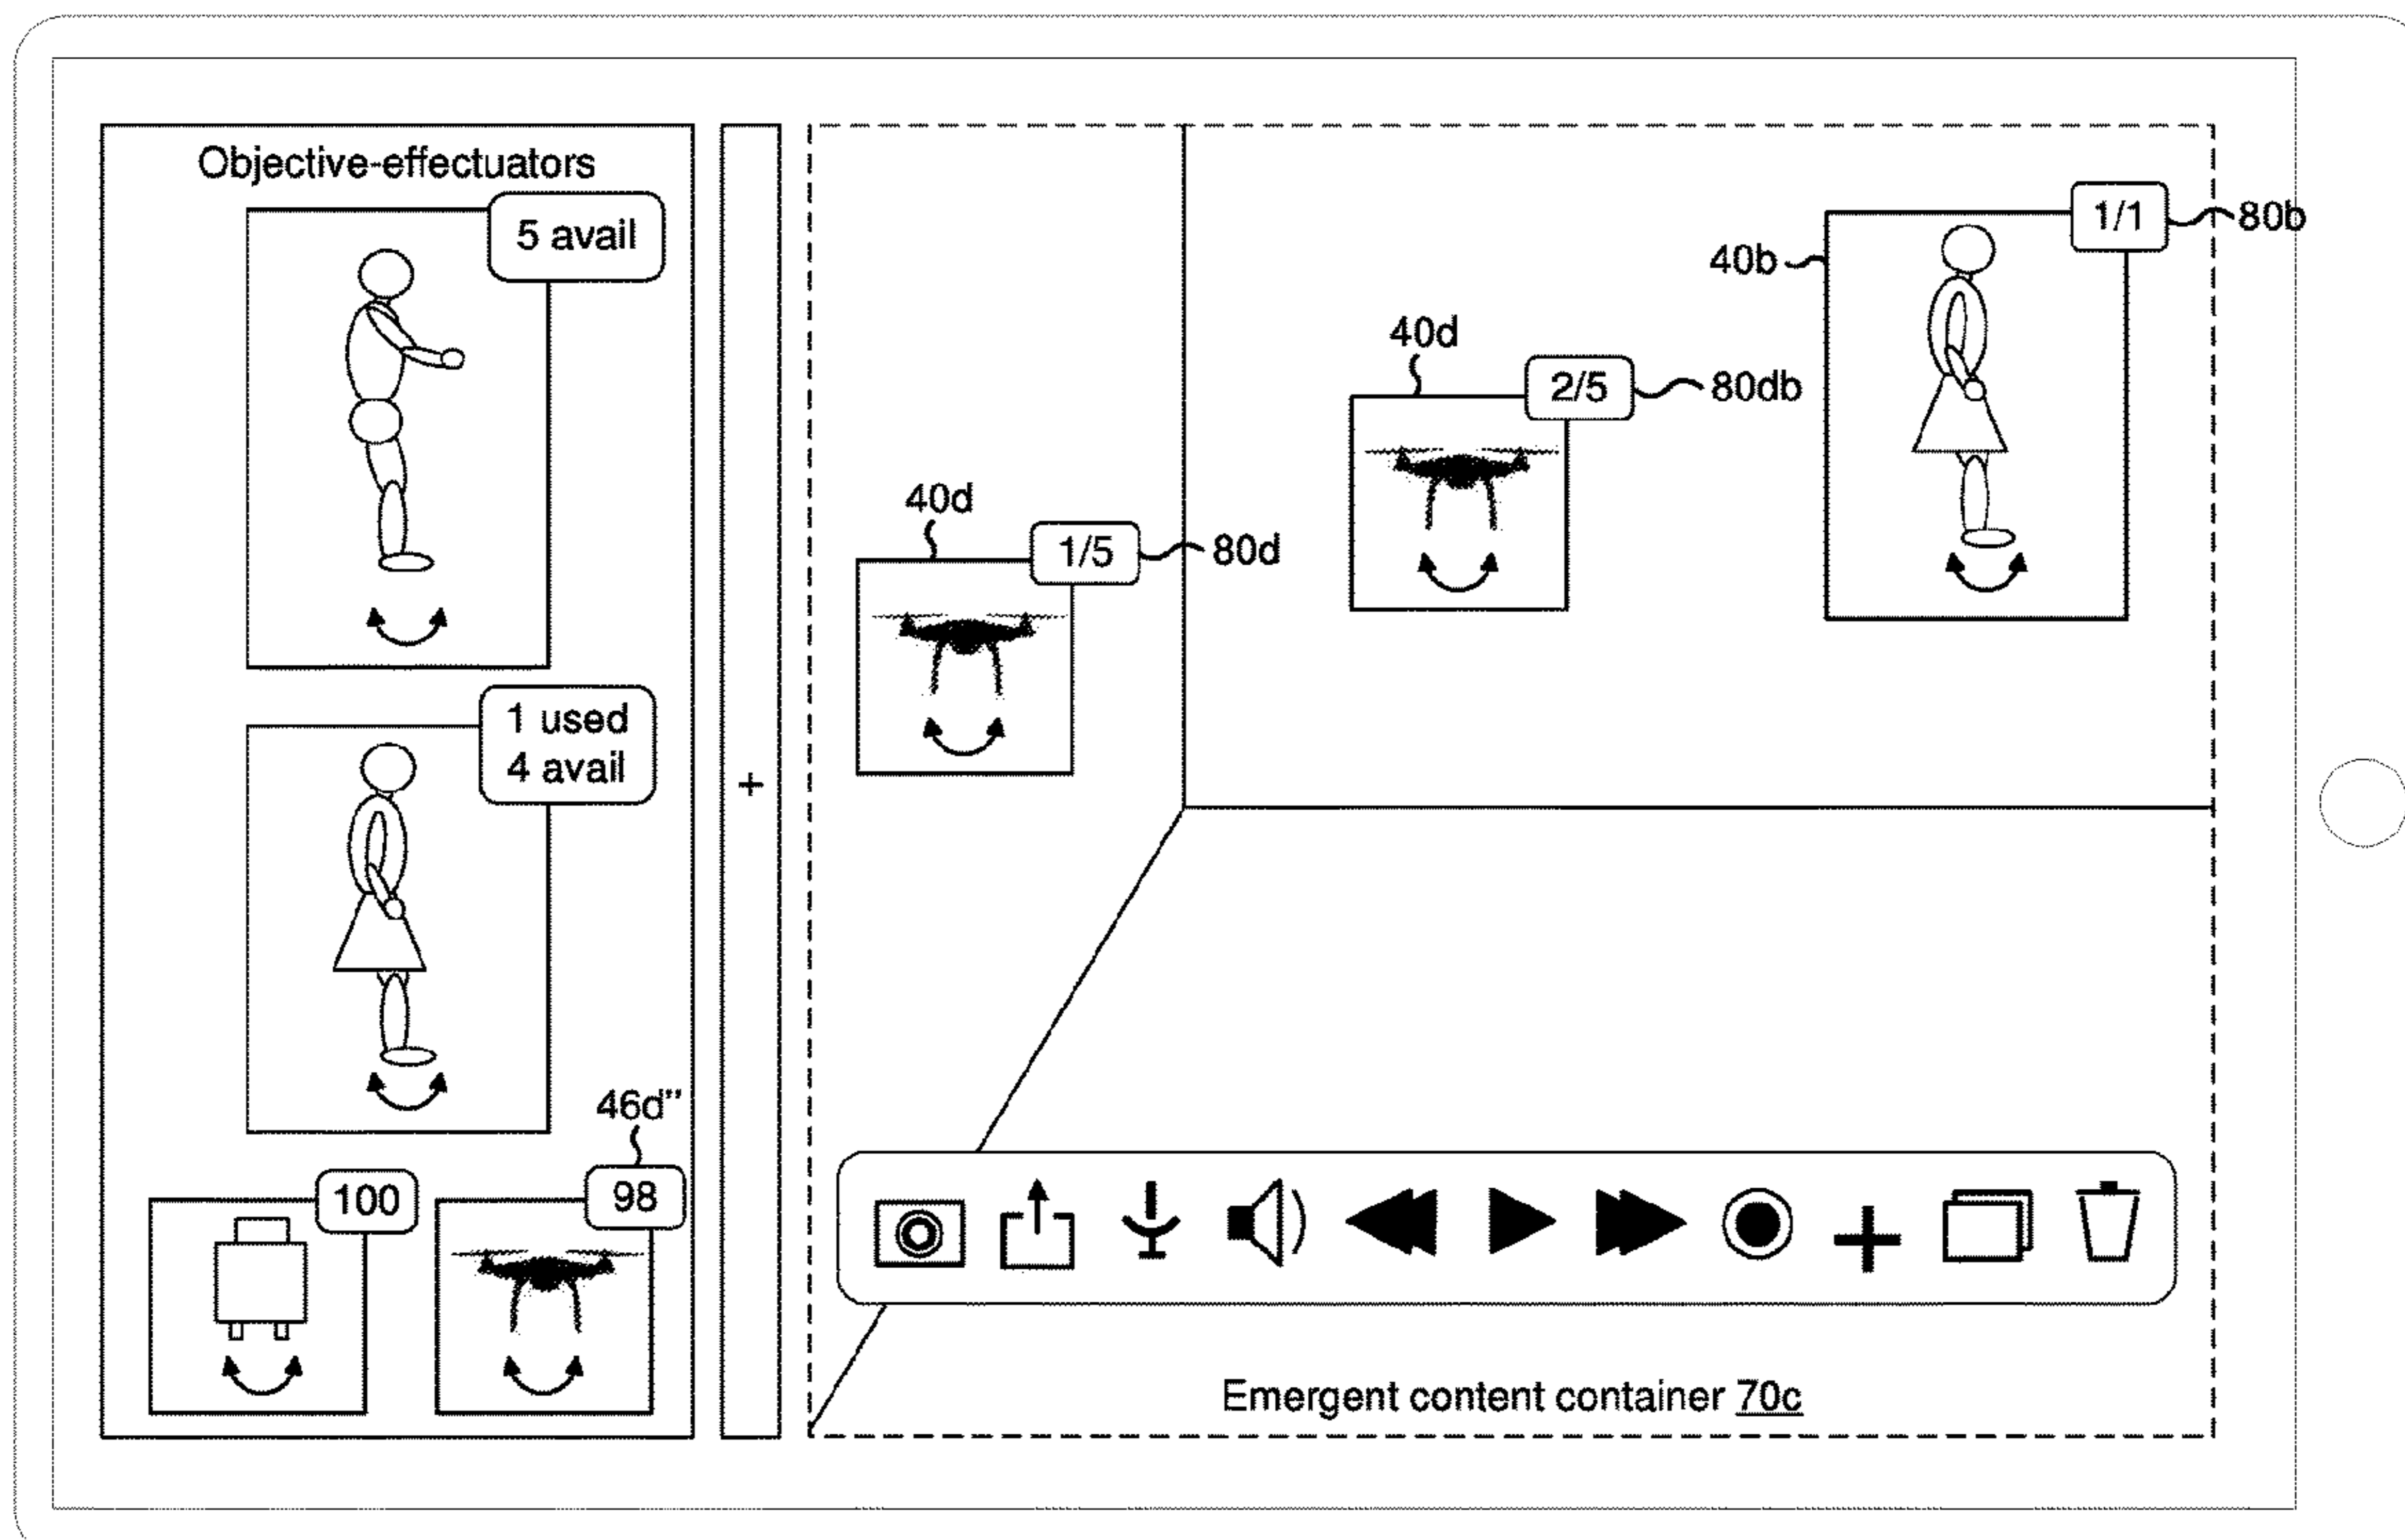 Objective-effectuators
5 avail
1 used
4 avail
46d"
100
98
+
40d
1/5
80d
40d
2/5
80db
40b
1/1
80b
Emergent content container 70c